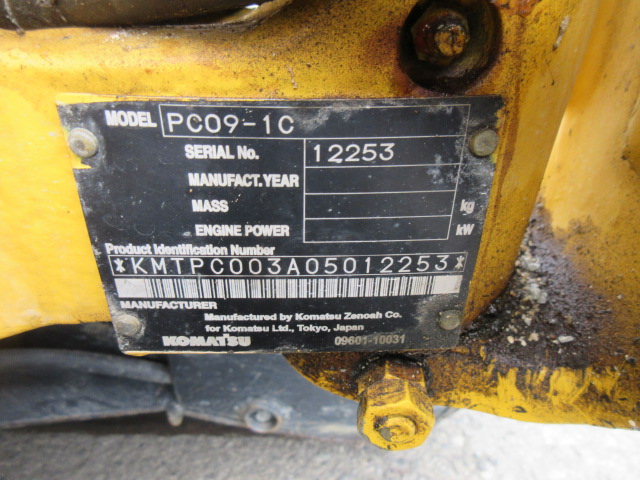 MODEL PC09-1C
SERIAL No. 12253
MANUFACT.YEAR
MASS kg
ENGINE POWER kW
Product Identification Number
*KMTPC003A05012253*
MANUFACTURER
Manufactured by Komatsu Zenoah Co.
for Komatsu Ltd., Tokyo, Japan
KOMATSU 09601-10031